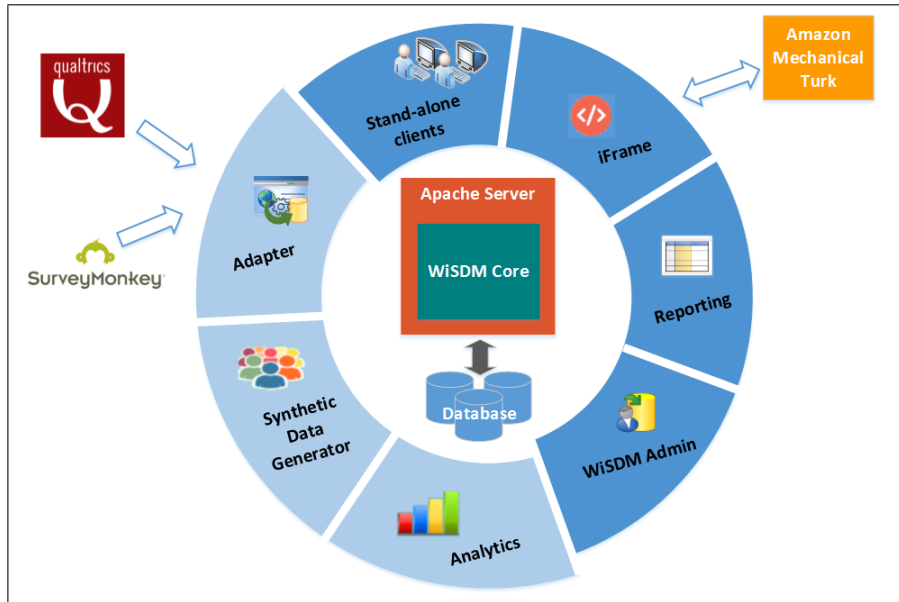 qualtrics
Amazon
Mechanical
Turk
Stand-alone
clients
iFrame
Apache Server
WiSDM Core
Adapter
SurveyMonkey
Reporting
Synthetic
Data
Generator
Database
WiSDM Admin
Analytics